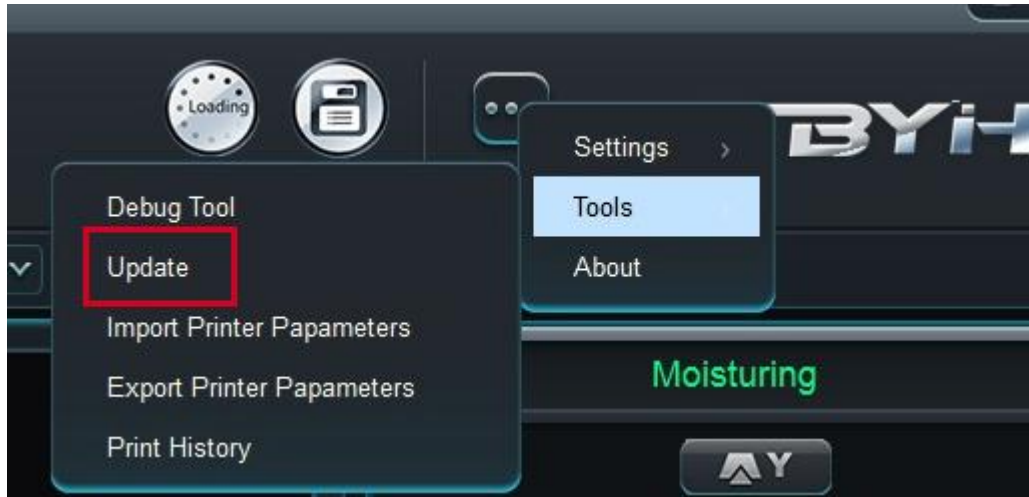 Loading
Settings
Tools
About
Debug Tool
Update
Import Printer Papameters
Export Printer Papameters
Print History
Moisturing
Y